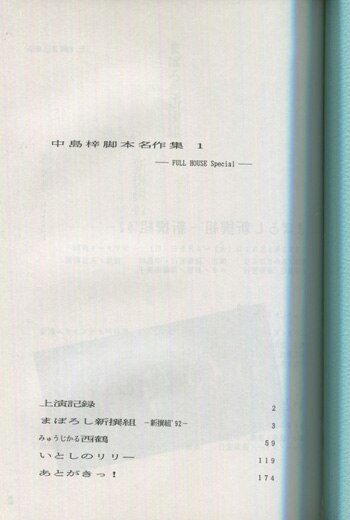 中島梓脚本名作集 1
── FULL HOUSE Special ──
上演記録 2
まぼろし新撰組 −新撰組'92− 3
みゅうじかる西鶴 59
いとしのリリー 119
あとがきっ! 174